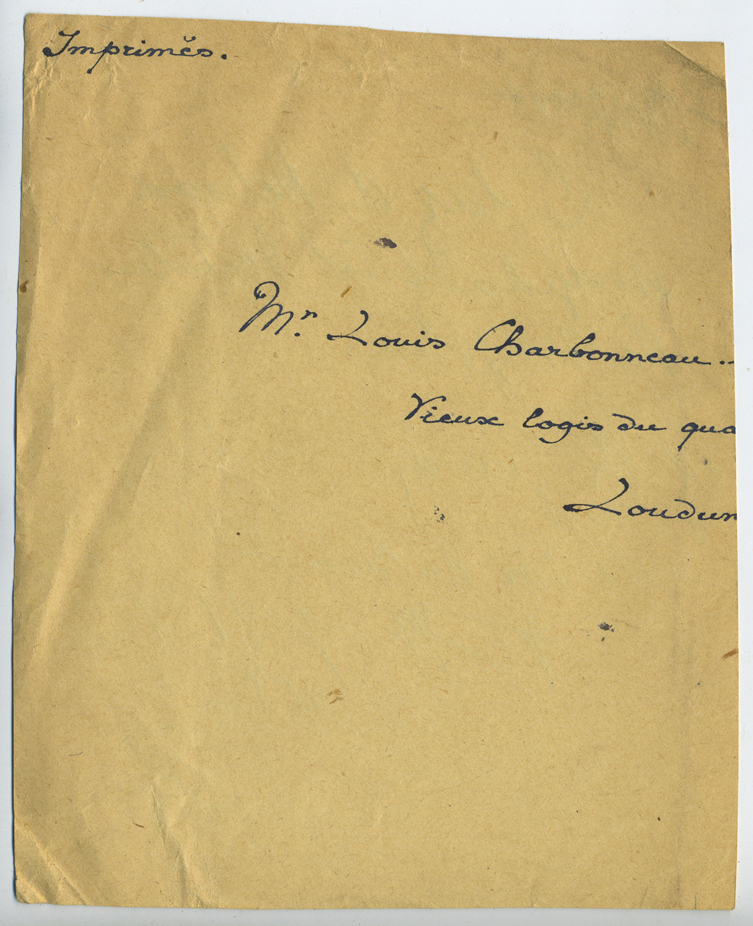 Imprimés.
Mr. Louis Charbonneau.-
Vieux logis du qua
Loudun